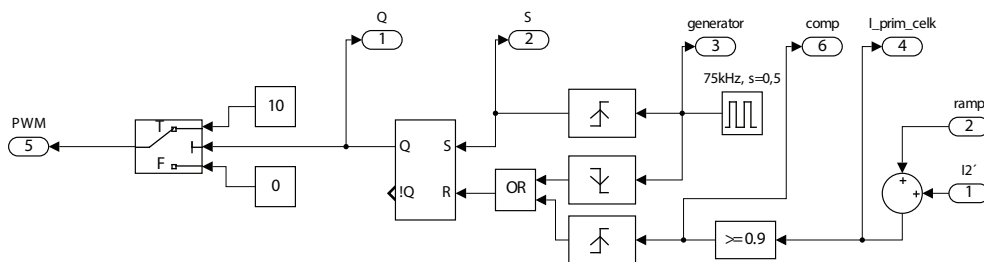 Q
1
S
2
generator
3
comp
6
I_prim_celk
4
75kHz, s=0,5
ramp
2
10
PWM
5
T
F
Q
S
!Q
R
OR
0
I2´
1
+
+
>=0.9